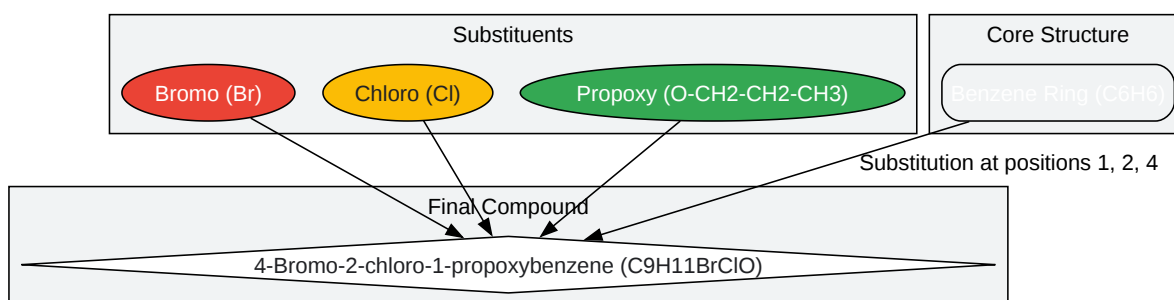 Substituents
Core Structure
Bromo (Br)
Chloro (Cl)
Propoxy (O-CH2-CH2-CH3)
Benzene Ring (C6H6)
Substitution at positions 1, 2, 4
Final Compound
4-Bromo-2-chloro-1-propoxybenzene (C9H11BrClO)